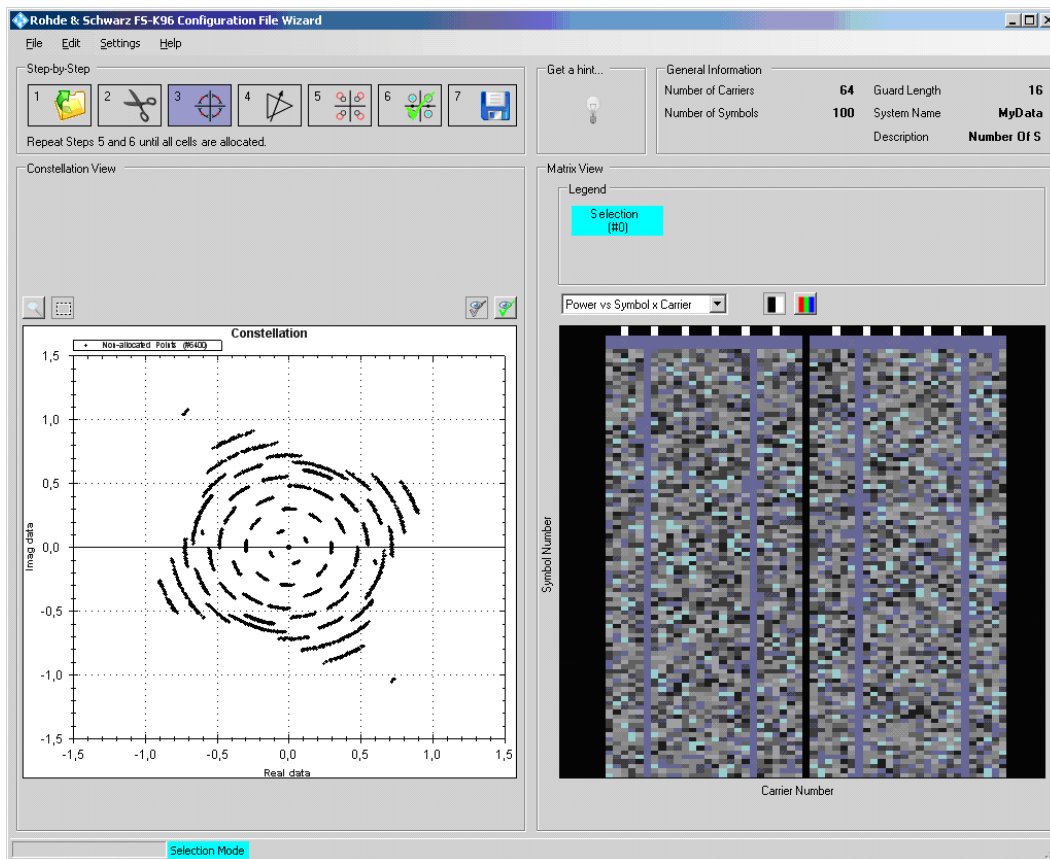 Rohde & Schwarz FS-K96 Configuration File Wizard
File Edit Settings Help
Step-by-Step
1 2 3 4 5 6 7
Repeat Steps 5 and 6 until all cells are allocated.
Get a hint...
General Information
Number of Carriers 64 Guard Length 16
Number of Symbols 100 System Name MyData
Description Number Of S
Constellation View
Matrix View
Legend
Selection
(#0)
Power vs Symbol x Carrier
Constellation
Non-allocated Points (#6400)
1,5
1,0
0,5
0,0
-0,5
-1,0
-1,5
Imag data
-1,5 -1,0 -0,5 0,0 0,5 1,0 1,5
Real data
Symbol Number
Carrier Number
Selection Mode